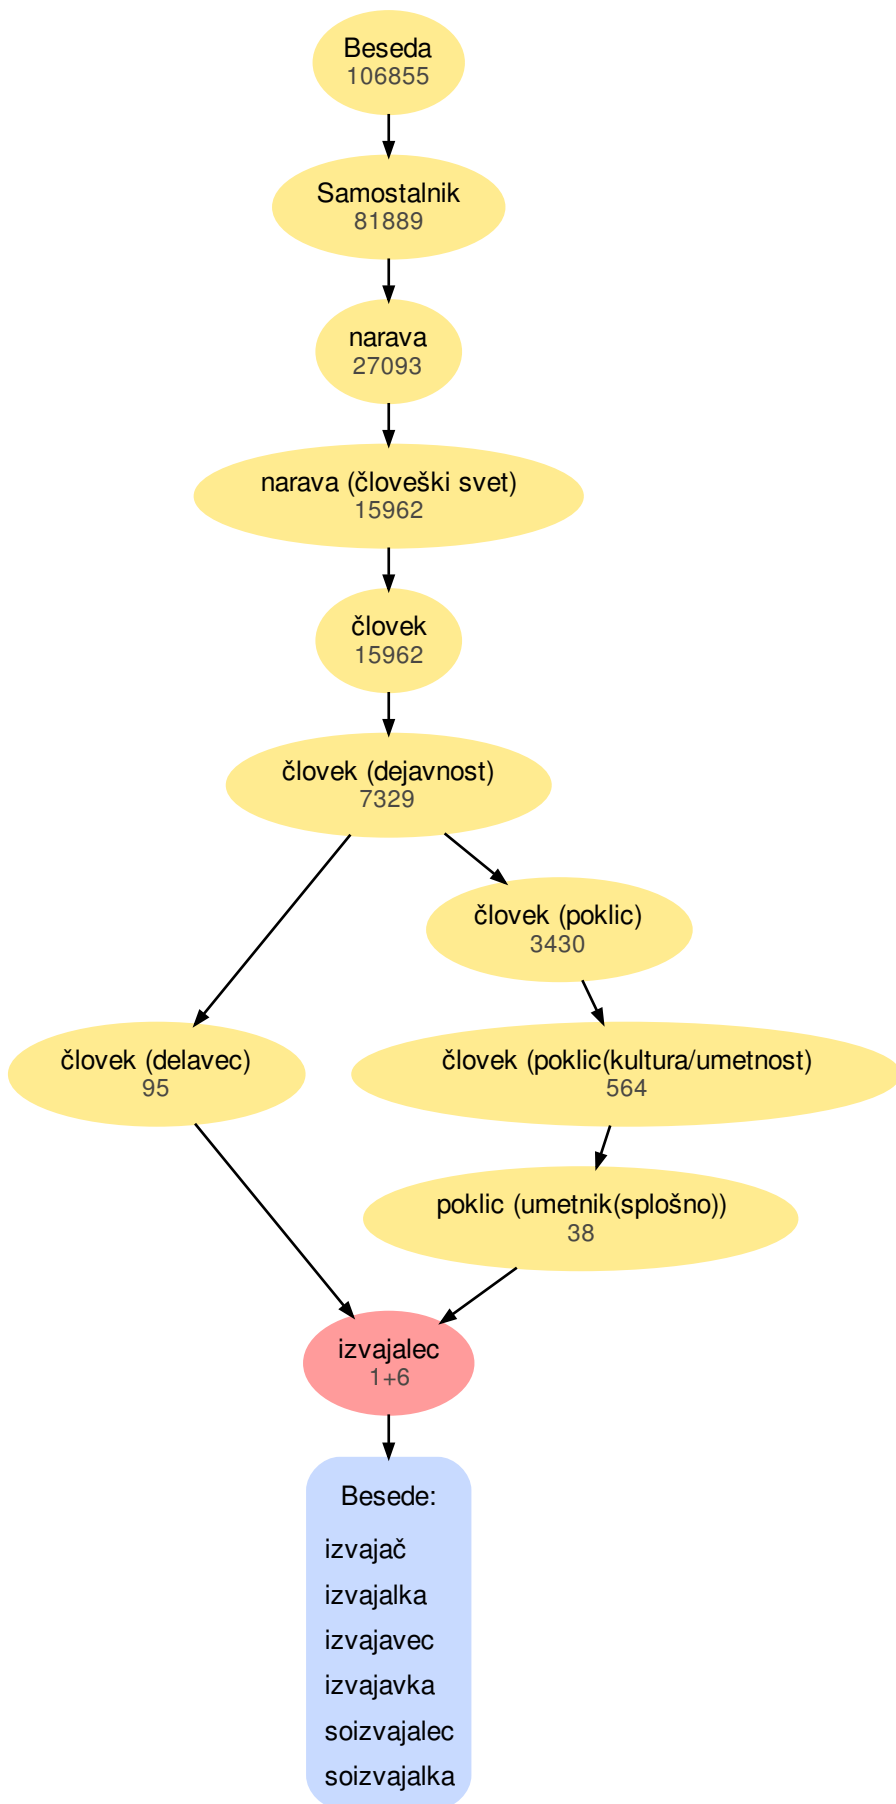 Beseda
106855
Samostalnik
81889
narava
27093
narava (človeški svet)
15962
človek
15962
človek (dejavnost)
7329
človek (poklic)
3430
človek (delavec)
95
človek (poklic(kultura/umetnost)
564
poklic (umetnik(splošno))
38
izvajalec
1+6
Besede:
izvajač
izvajalka
izvajavec
izvajavka
soizvajalec
soizvajalka